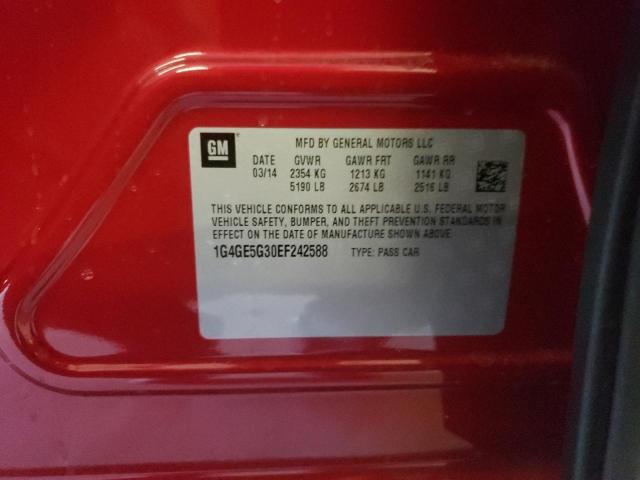 GM
MFD BY GENERAL MOTORS LLC
DATE GVWR GAWR FRT GAWR RR
03/14 2354 KG 1213 KG 1141 KG
5190 LB 2674 LB 2516 LB
THIS VEHICLE CONFORMS TO ALL APPLICABLE U.S. FEDERAL MOTOR
VEHICLE SAFETY, BUMPER, AND THEFT PREVENTION STANDARDS IN
EFFECT ON THE DATE OF MANUFACTURE SHOWN ABOVE.
1G4GE5G30EF242588 TYPE: PASS CAR